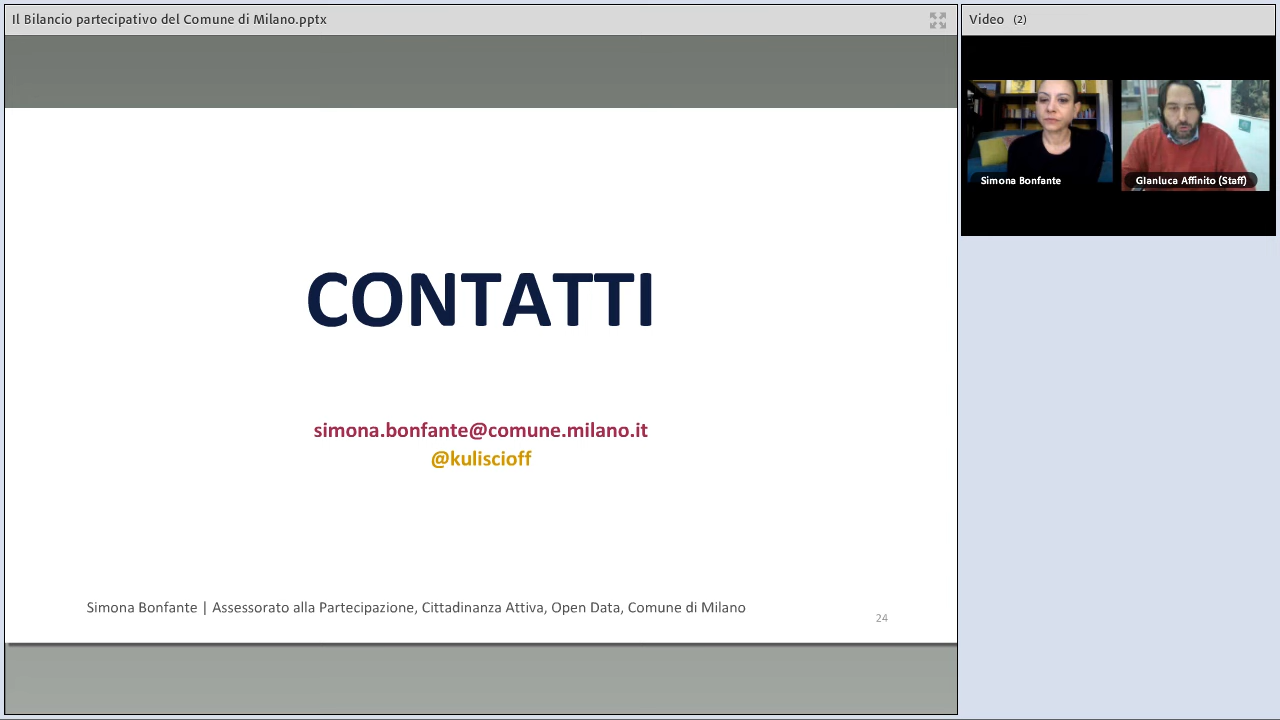 Il Bilancio partecipativo del Comune di Milano.pptx
Video (2)
Simona Bonfante
GIanluca Affinito (Staff)
CONTATTI
simona.bonfante@comune.milano.it
@kuliscioff
Simona Bonfante | Assessorato alla Partecipazione, Cittadinanza Attiva, Open Data, Comune di Milano
24